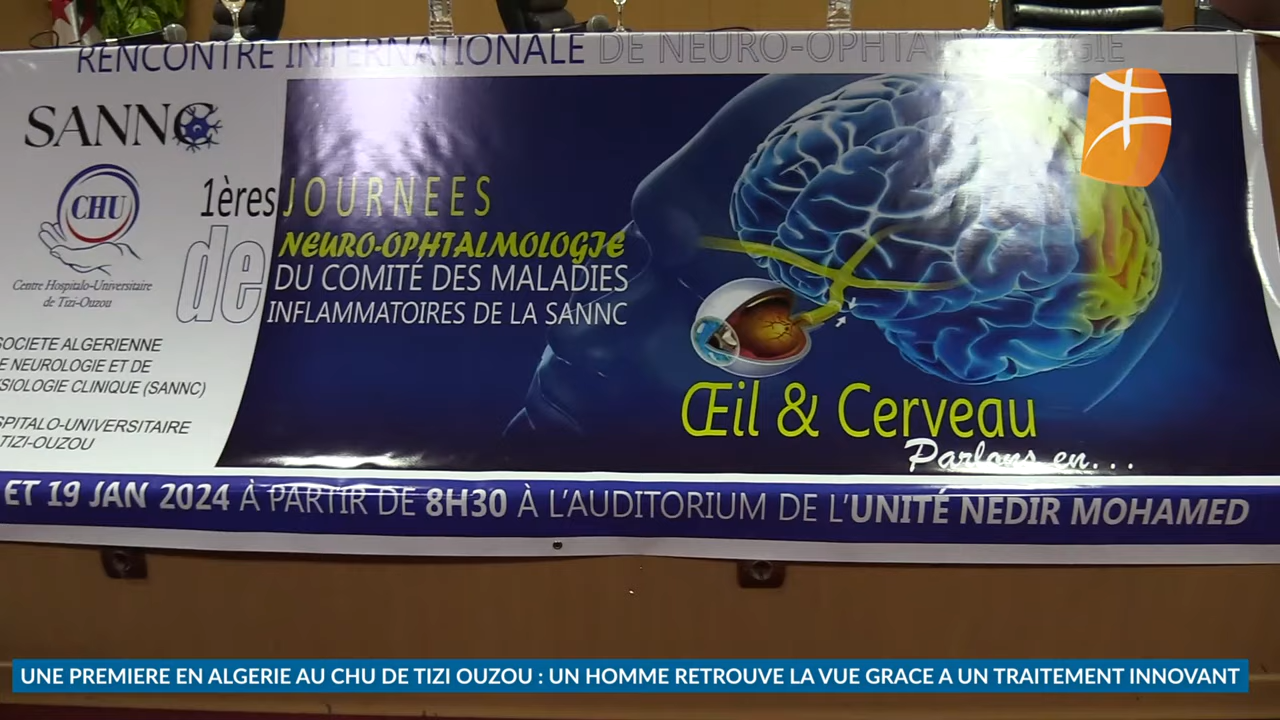 RENCONTRE INTERNATIONALE DE NEURO-OPHTALMOLOGIE
SANNC
CHU
Centre Hospitalo-Universitaire
de Tizi-Ouzou
1ères JOURNEES
de NEURO-OPHTALMOLOGIE
DU COMITÉ DES MALADIES
INFLAMMATOIRES DE LA SANNC
OCIETE ALGERIENNE
E NEUROLOGIE ET DE
SIOLOGIE CLINIQUE (SANNC)
SPITALO-UNIVERSITAIRE
TIZI-OUZOU
Œil & Cerveau
Parlons en...
ET 19 JAN 2024 À PARTIR DE 8H30 À L'AUDITORIUM DE L'UNITÉ NEDIR MOHAMED
UNE PREMIERE EN ALGERIE AU CHU DE TIZI OUZOU : UN HOMME RETROUVE LA VUE GRACE A UN TRAITEMENT INNOVANT